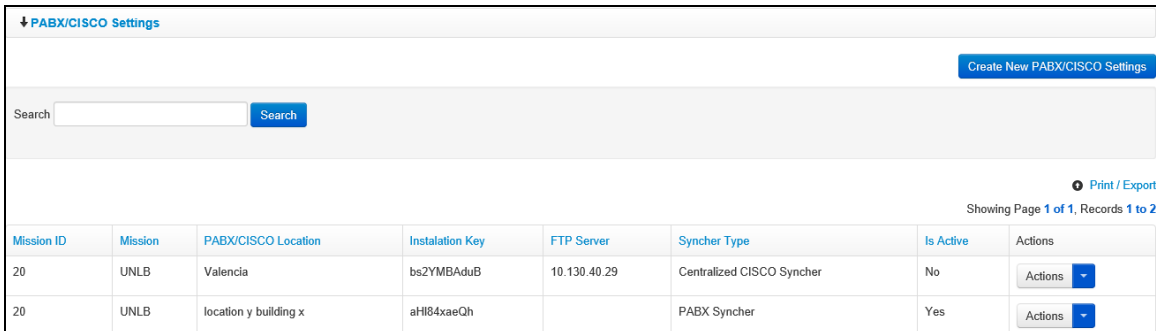 PABX/CISCO Settings
Create New PABX/CISCO Settings
Search Search
Print / Export
Showing Page 1 of 1, Records 1 to 2
Mission ID Mission PABX/CISCO Location Instalation Key FTP Server Syncher Type Is Active Actions
20 UNLB Valencia bs2YMBAduB 10.130.40.29 Centralized CISCO Syncher No Actions
20 UNLB location y building x aHI84xaeQh PABX Syncher Yes Actions